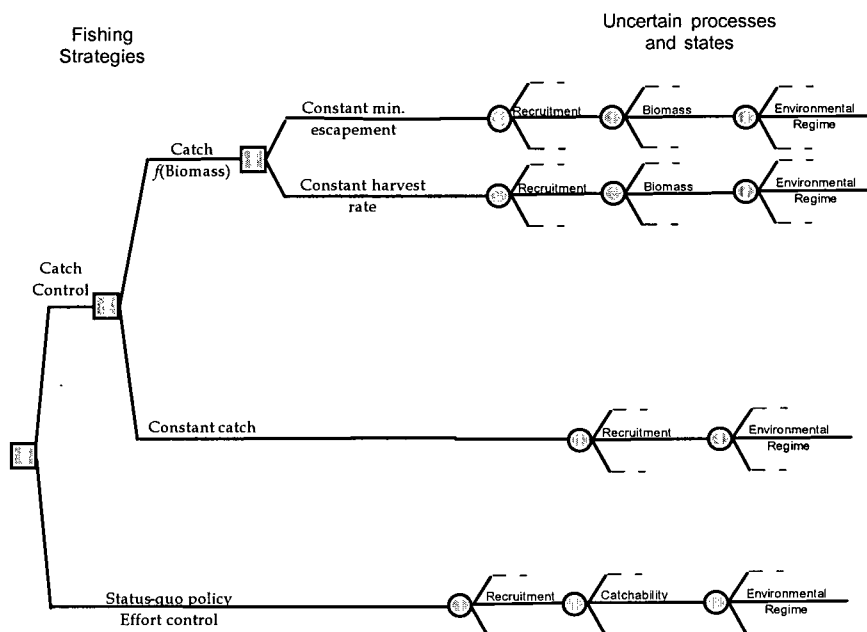 Fishing
Strategies
Uncertain processes
and states
Constant min.
escapement
Recruitment
Biomass
Environmental
Regime
Catch
f(Biomass)
Constant harvest
rate
Recruitment
Biomass
Environmental
Regime
Catch
Control
Constant catch
Recruitment
Environmental
Regime
Status-quo policy
Effort control
Recruitment
Catchability
Environmental
Regime